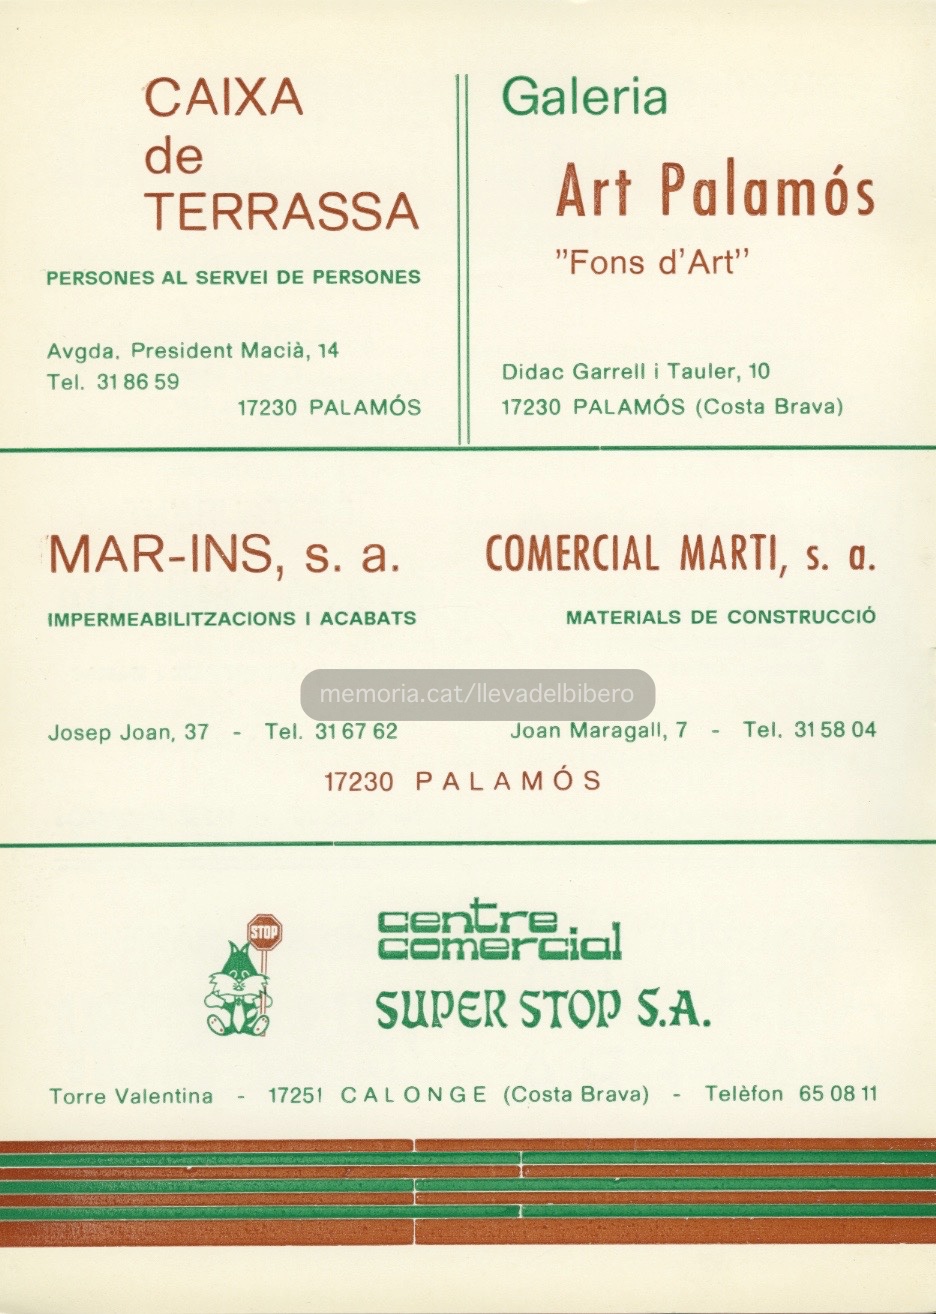 CAIXA
de
TERRASSA
PERSONES AL SERVEI DE PERSONES
Avgda. President Macià, 14
Tel. 31 86 59
17230 PALAMÓS
Galeria
Art Palamós
"Fons d'Art"
Didac Garrell i Tauler, 10
17230 PALAMÓS (Costa Brava)
MAR-INS, s. a.
IMPERMEABILITZACIONS I ACABATS
Josep Joan, 37 - Tel. 31 67 62
COMERCIAL MARTI, s. a.
MATERIALS DE CONSTRUCCIÓ
Joan Maragall, 7 - Tel. 31 58 04
memoria.cat/llevadelbibero
17230 PALAMÓS
STOP
centre
comercial
SUPER STOP S.A.
Torre Valentina - 17251 CALONGE (Costa Brava) - Telèfon 65 08 11